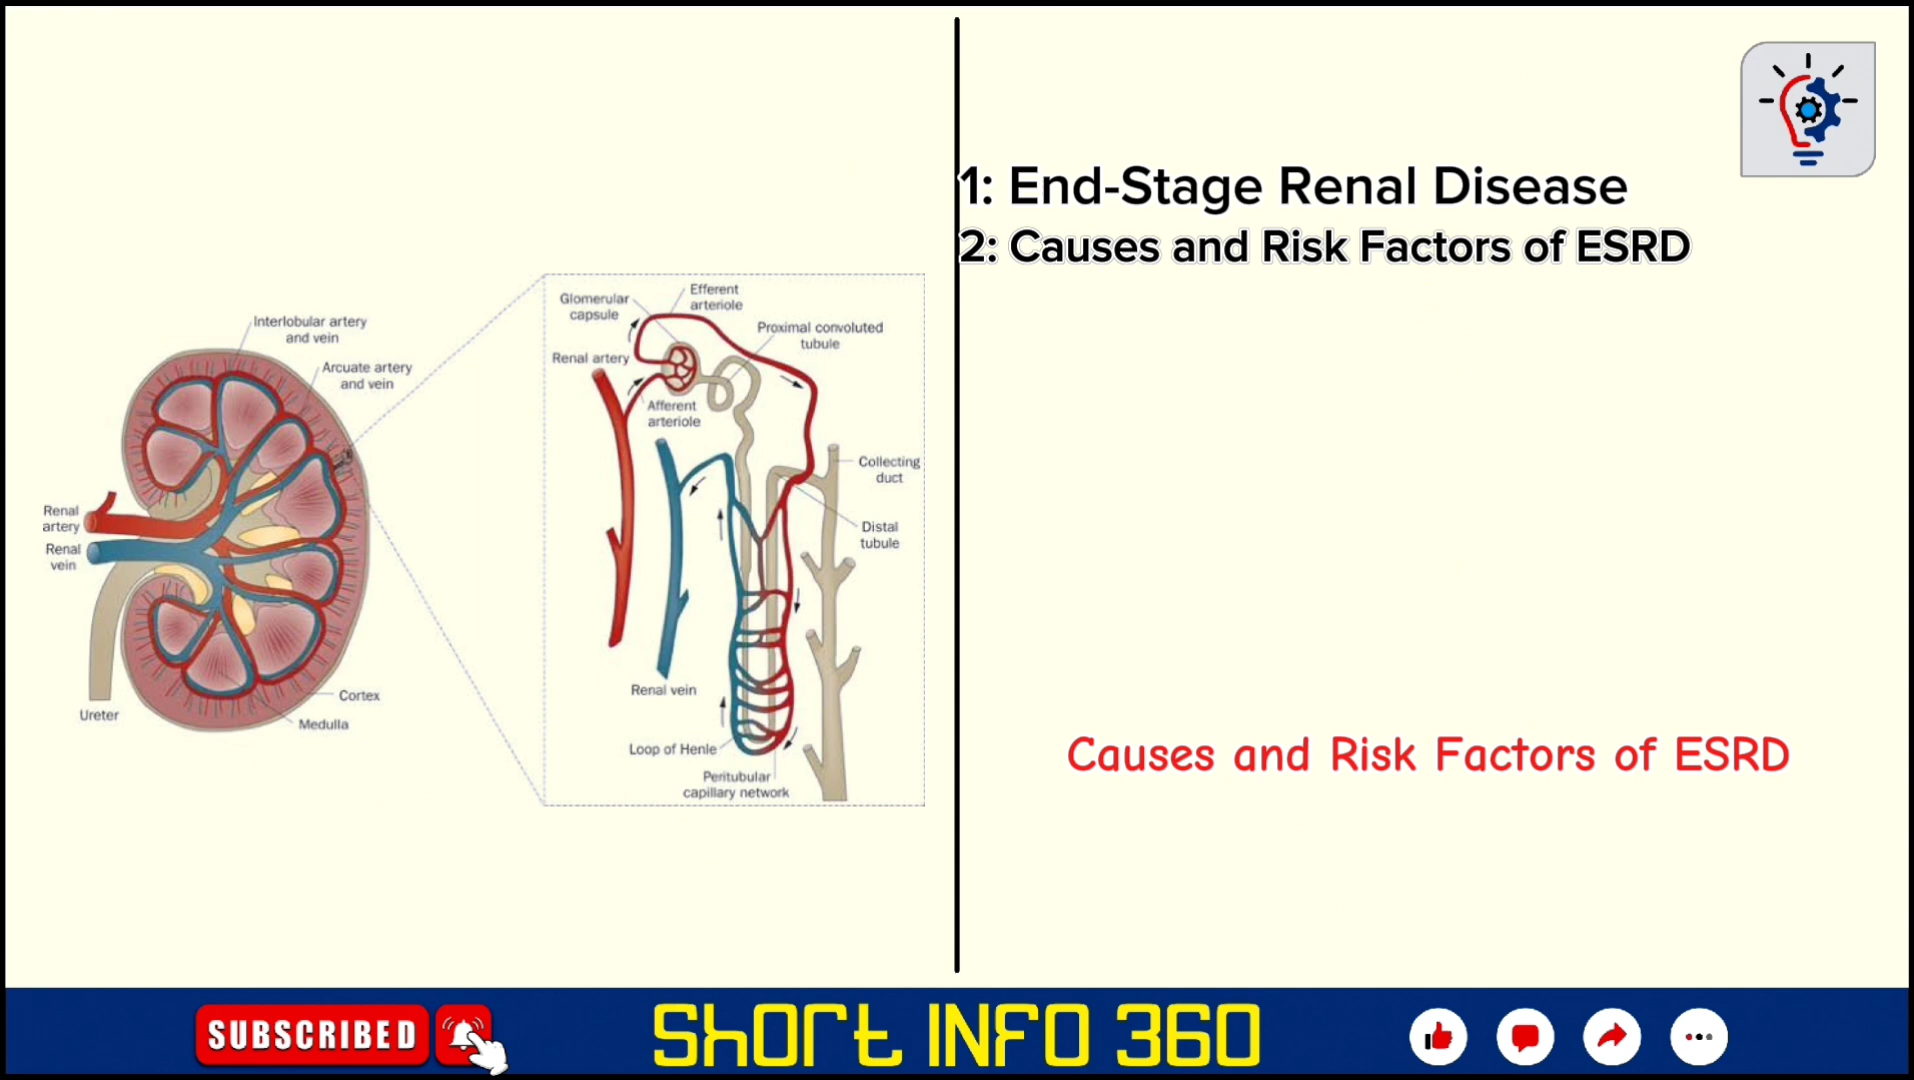 1: End-Stage Renal Disease
2: Causes and Risk Factors of ESRD
Interlobular artery
and vein
Arcuate artery
and vein
Renal
artery
Renal
vein
Ureter
Cortex
Medulla
Glomerular
capsule
Efferent
arteriole
Proximal convoluted
tubule
Renal artery
Afferent
arteriole
Collecting
duct
Distal
tubule
Renal vein
Loop of Henle
Peritubular
capillary network
Causes and Risk Factors of ESRD
SUBSCRIBED
Short INFO 360